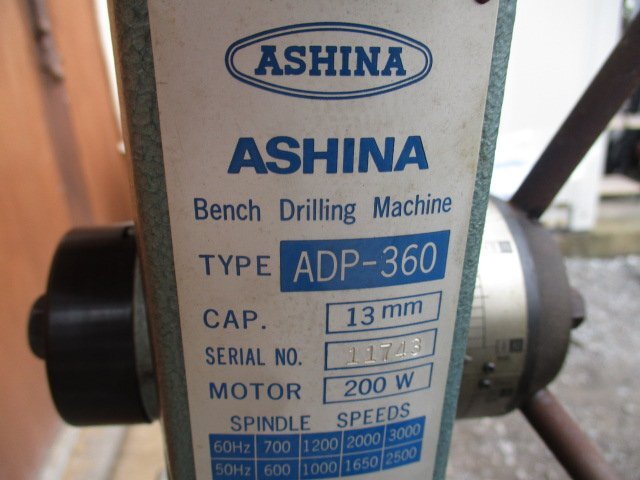 ASHINA
ASHINA
Bench Drilling Machine
TYPE ADP-360
CAP. 13 mm
SERIAL NO. 11743
MOTOR 200 W
SPINDLE SPEEDS
60Hz 700 1200 2000 3000
50Hz 600 1000 1650 2500